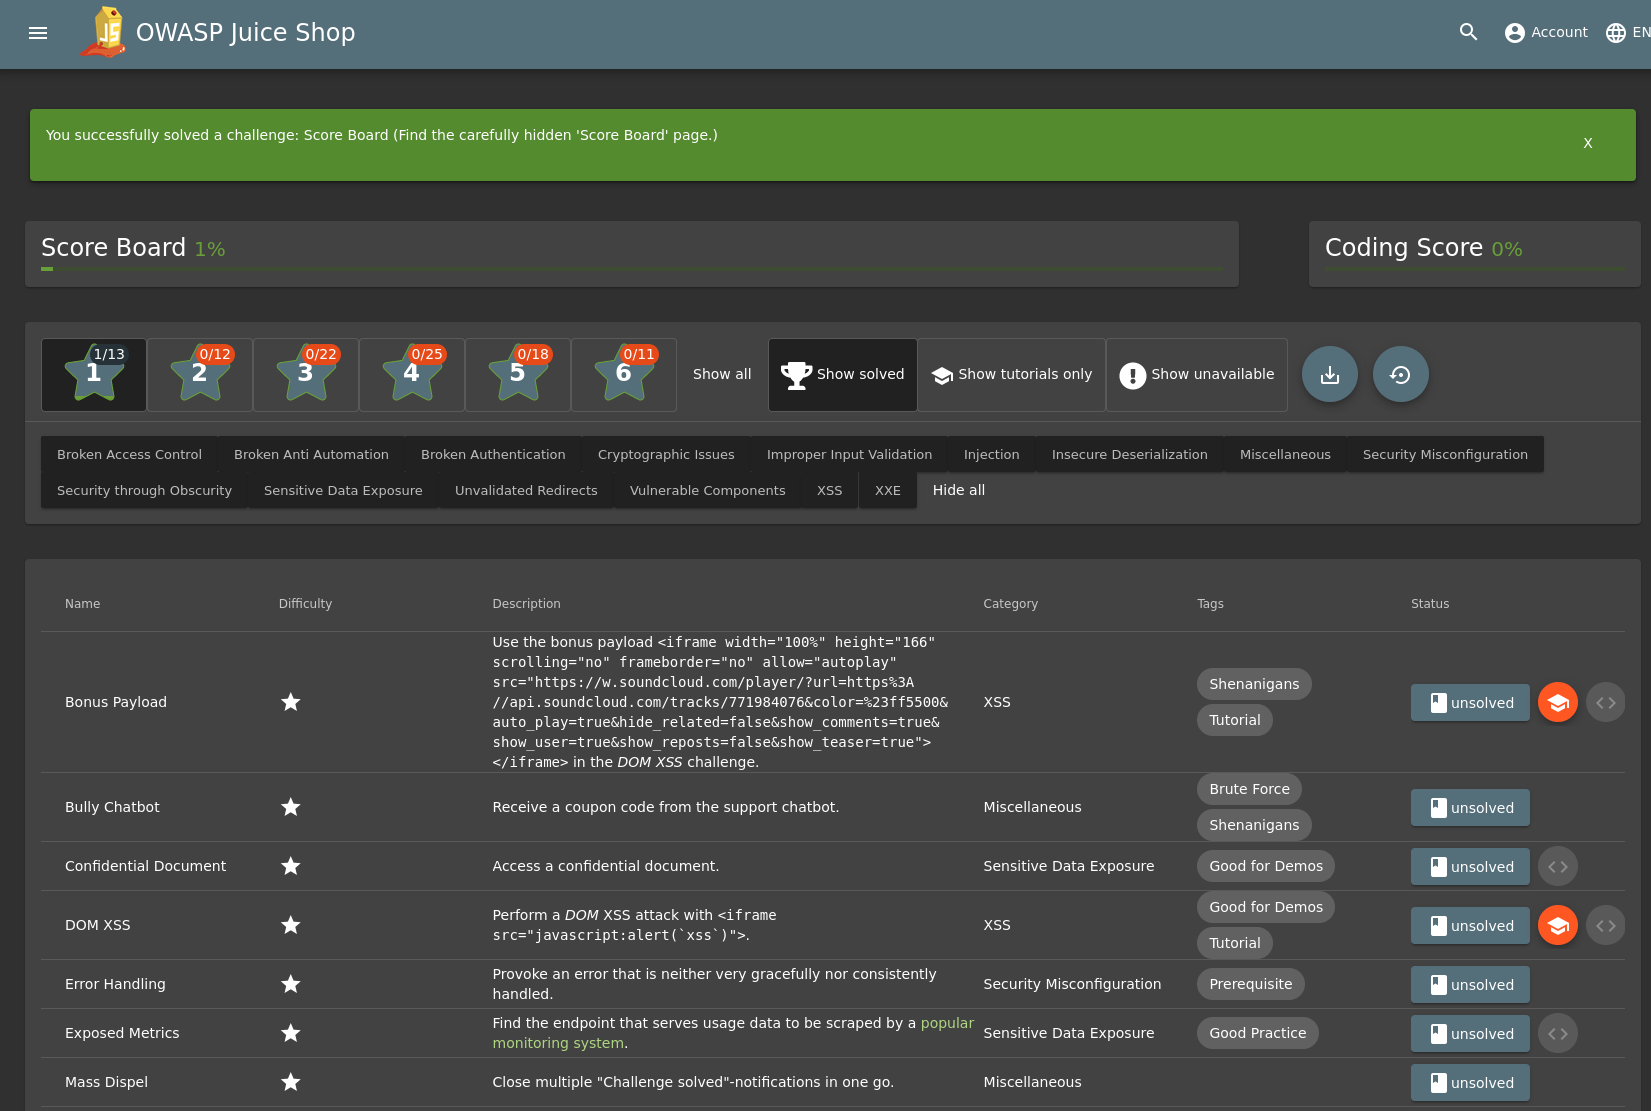 JS
OWASP Juice Shop
Account
EN
You successfully solved a challenge: Score Board (Find the carefully hidden 'Score Board' page.)
X
Score Board 1%
Coding Score 0%
1 1/13
2 0/12
3 0/22
4 0/25
5 0/18
6 0/11
Show all
Show solved
Show tutorials only
Show unavailable
Broken Access Control Broken Anti Automation Broken Authentication Cryptographic Issues Improper Input Validation Injection Insecure Deserialization Miscellaneous Security Misconfiguration
Security through Obscurity Sensitive Data Exposure Unvalidated Redirects Vulnerable Components XSS XXE Hide all
Name Difficulty Description Category Tags Status
Bonus Payload
Use the bonus payload <iframe width="100%" height="166"
scrolling="no" frameborder="no" allow="autoplay"
src="https://w.soundcloud.com/player/?url=https%3A
//api.soundcloud.com/tracks/771984076&color=%23ff5500&
auto_play=true&hide_related=false&show_comments=true&
show_user=true&show_reposts=false&show_teaser=true">
</iframe> in the DOM XSS challenge.
XSS
Shenanigans
Tutorial
unsolved
Bully Chatbot
Receive a coupon code from the support chatbot.
Miscellaneous
Brute Force
Shenanigans
unsolved
Confidential Document
Access a confidential document.
Sensitive Data Exposure
Good for Demos
unsolved
DOM XSS
Perform a DOM XSS attack with <iframe
src="javascript:alert(`xss`)">.
XSS
Good for Demos
Tutorial
unsolved
Error Handling
Provoke an error that is neither very gracefully nor consistently
handled.
Security Misconfiguration
Prerequisite
unsolved
Exposed Metrics
Find the endpoint that serves usage data to be scraped by a popular
monitoring system.
Sensitive Data Exposure
Good Practice
unsolved
Mass Dispel
Close multiple "Challenge solved"-notifications in one go.
Miscellaneous
unsolved